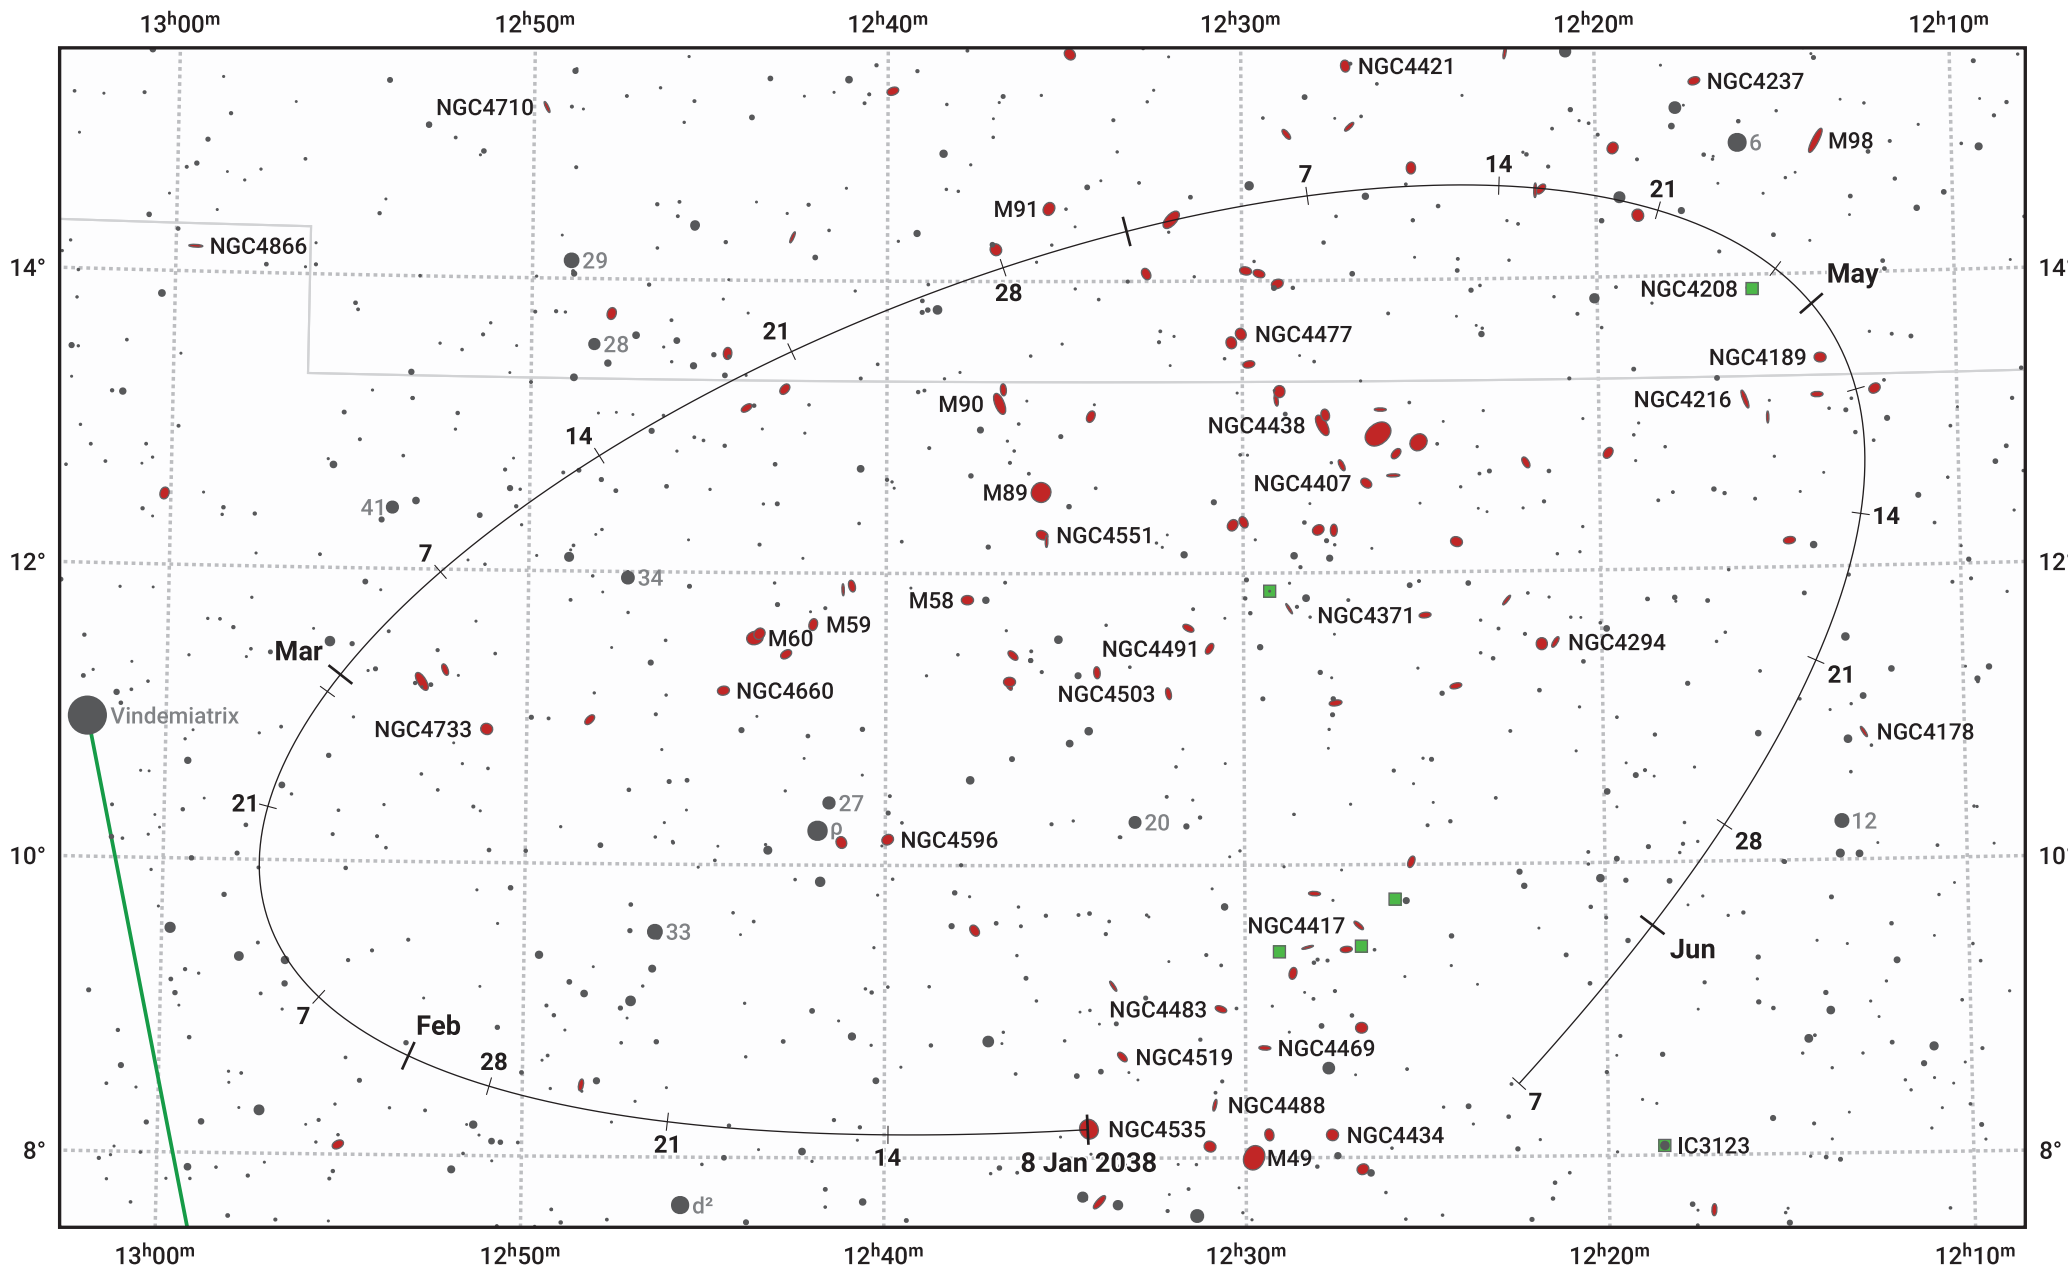 13ʰ00ᵐ 12ʰ50ᵐ 12ʰ40ᵐ 12ʰ30ᵐ 12ʰ20ᵐ 12ʰ10ᵐ
NGC4421
NGC4237
NGC4710
6
M98
14
7
21
M91
NGC4866
29
14°
14°
May
28
NGC4208
21
28
NGC4477
NGC4189
M90
NGC4216
NGC4438
14
NGC4407
M89
41
14
NGC4551
7
12°
12°
34
M58
NGC4371
M59
M60
NGC4294
Mar
NGC4491
21
NGC4660
NGC4503
Vindemiatrix
NGC4733
NGC4178
21
27
20
12
ρ
NGC4596
28
10°
10°
NGC4417
33
Jun
NGC4483
7
Feb
NGC4469
28
NGC4519
7
NGC4488
NGC4535
NGC4434
21
14
8 Jan 2038
M49
IC3123
8°
8°
d²
13ʰ00ᵐ 12ʰ50ᵐ 12ʰ40ᵐ 12ʰ30ᵐ 12ʰ20ᵐ 12ʰ10ᵐ